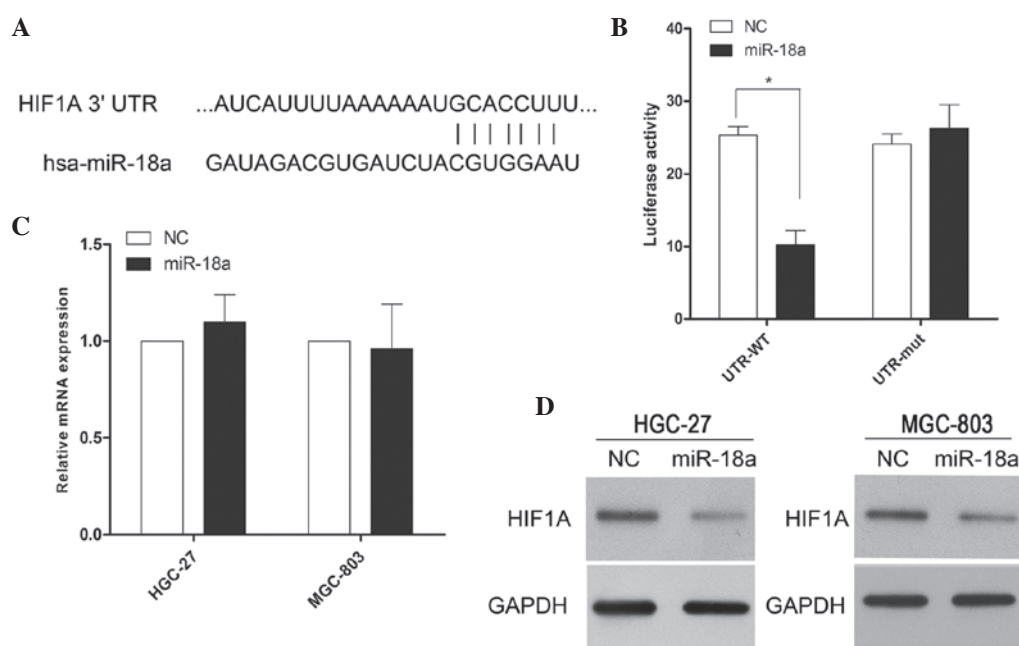 A
HIF1A 3' UTR ...AUCAUUUUAAAAAAUGCACCUUU...
hsa-miR-18a GAUAGACGUGAUCUACGUGGAAU
B
NC
miR-18a
*
Luciferase activity
40
30
20
10
0
UTR-WT
UTR-mut
C
NC
miR-18a
Relative mRNA expression
1.5
1.0
0.5
0.0
HGC-27
MGC-803
D
HGC-27
NC miR-18a
HIF1A
GAPDH
MGC-803
NC miR-18a
HIF1A
GAPDH